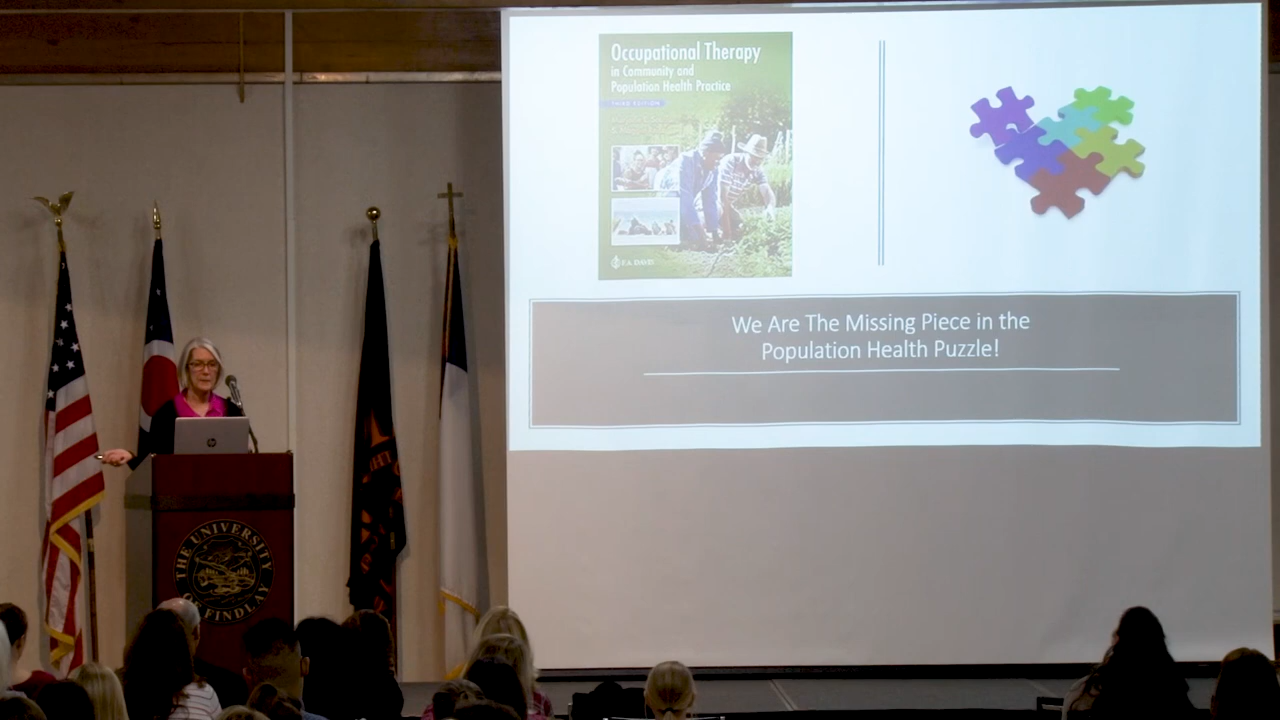 Occupational Therapy
in Community and
Population Health Practice
THIRD EDITION
F.A. DAVIS
We Are The Missing Piece in the
Population Health Puzzle!
hp
THE UNIVERSITY
OF FINDLAY